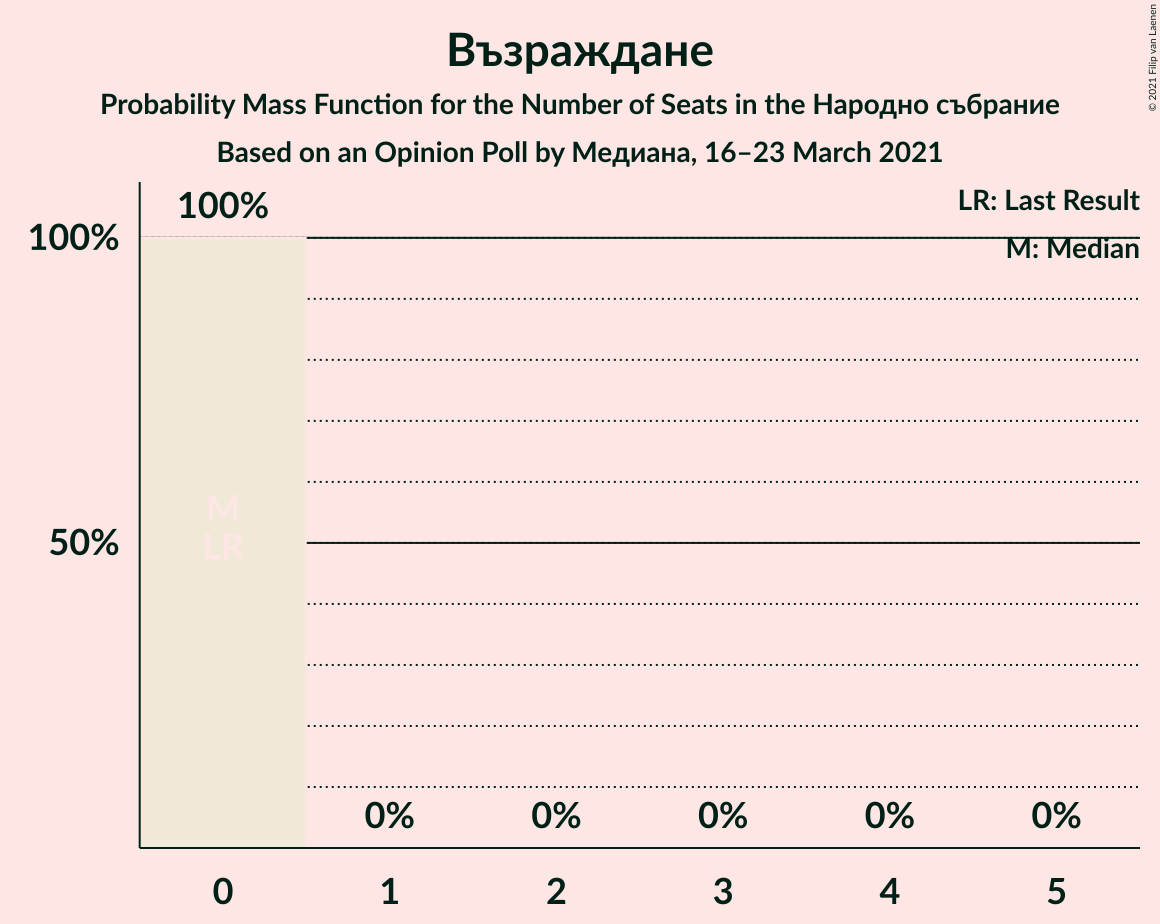 Възраждане
Probability Mass Function for the Number of Seats in the Народно събрание
Based on an Opinion Poll by Медиана, 16–23 March 2021
© 2021 Filip van Laenen
LR: Last Result
M: Median
100%
100%
50%
M
LR
0% 0% 0% 0% 0%
0 1 2 3 4 5